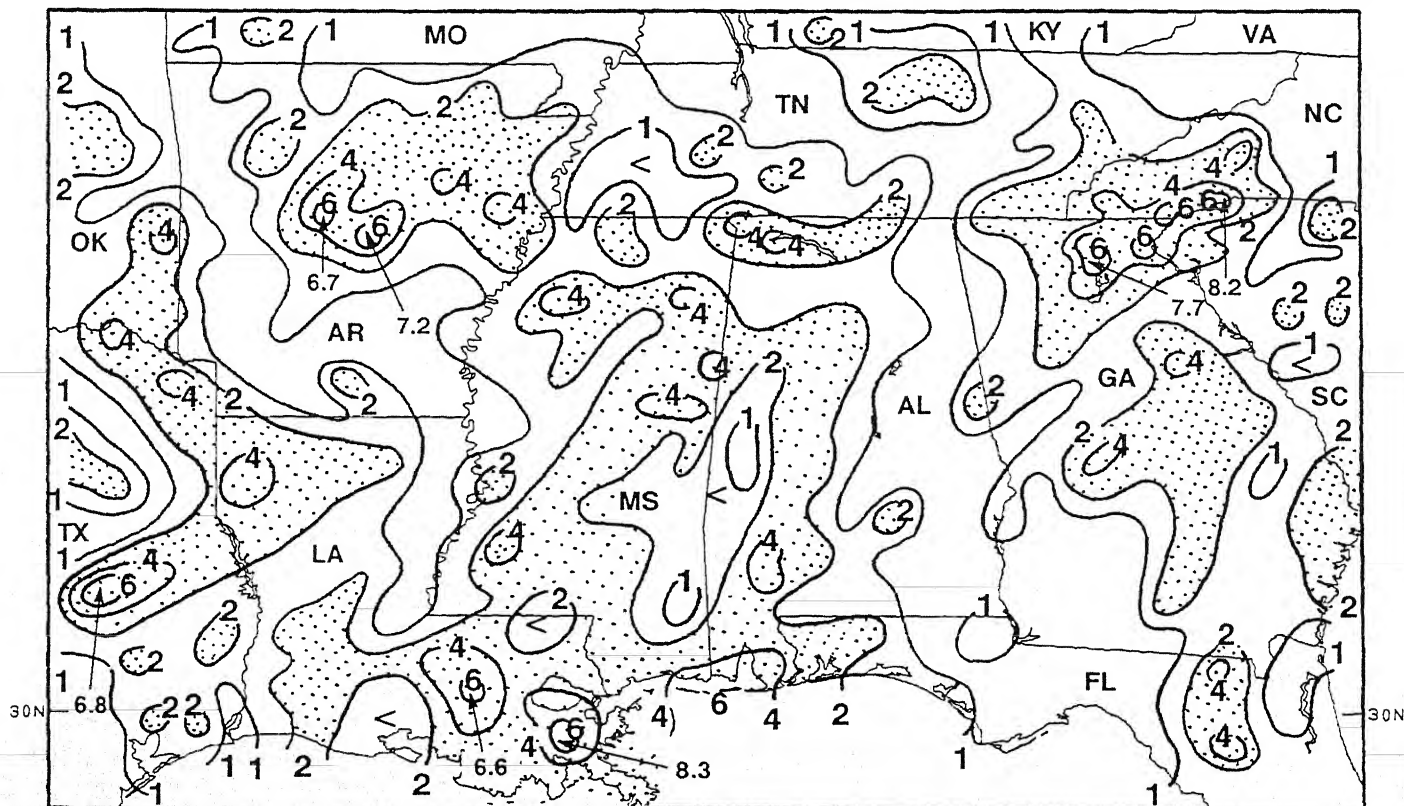 1 1 2 1 MO 2 1 1 KY 1 VA
2 2 2 2 TN NC
4 1 < 2 2 4 1
2 6 6 4 4 2 2 4 6 6
OK 4 4 4 6 6 2 2
6.7 7.2 8.2 7.7
4 4 2 2
4 AR 1 <
1 4 2 2 4 2 GA 4 SC
2 4 1 2 AL 2 4 2
4 2 MS < 1
1 TX 2
1 4 6 LA 4 4
2 2 < 1 1 2
2 4 2 1
1 6 FL 4
6.8 2 2 < 4 6 4 2
30N 30N
6 4 4
1 1 2 2 6.6 8.3 1
1 1